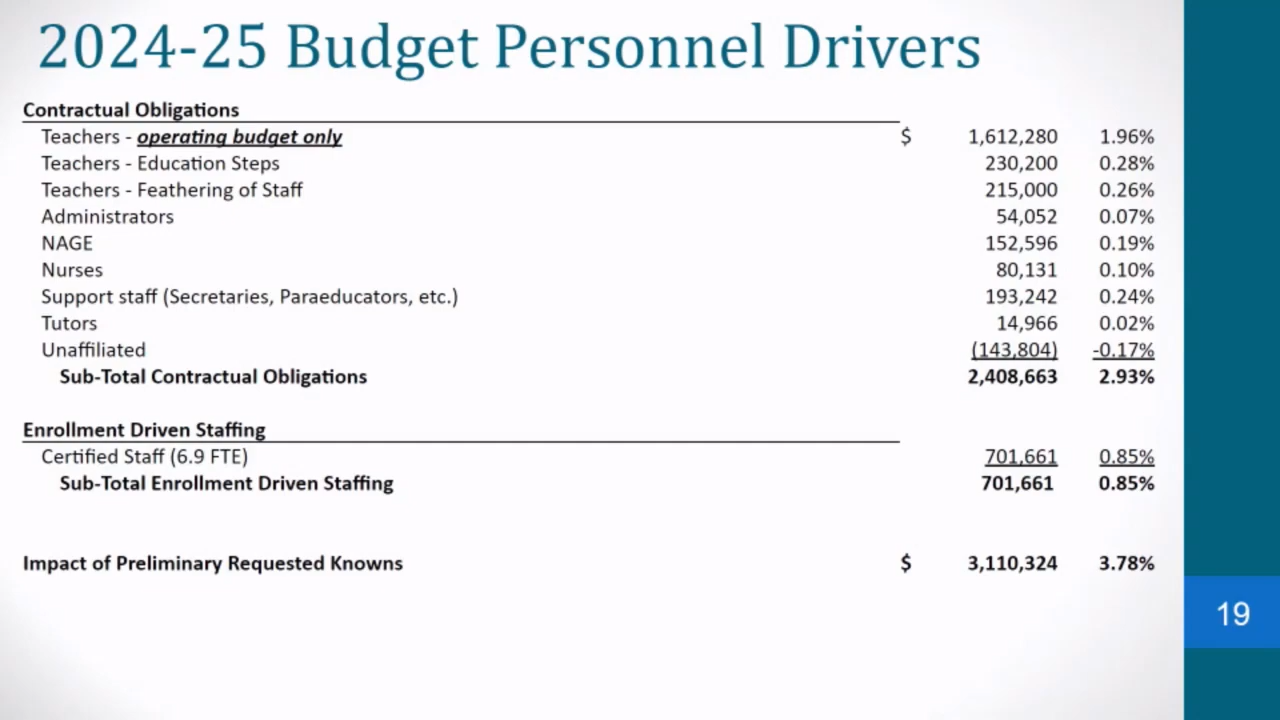 2024-25 Budget Personnel Drivers
Contractual Obligations
Teachers - operating budget only $ 1,612,280 1.96%
Teachers - Education Steps 230,200 0.28%
Teachers - Feathering of Staff 215,000 0.26%
Administrators 54,052 0.07%
NAGE 152,596 0.19%
Nurses 80,131 0.10%
Support staff (Secretaries, Paraeducators, etc.) 193,242 0.24%
Tutors 14,966 0.02%
Unaffiliated (143,804) -0.17%
Sub-Total Contractual Obligations 2,408,663 2.93%
Enrollment Driven Staffing
Certified Staff (6.9 FTE) 701,661 0.85%
Sub-Total Enrollment Driven Staffing 701,661 0.85%
Impact of Preliminary Requested Knowns $ 3,110,324 3.78%
19